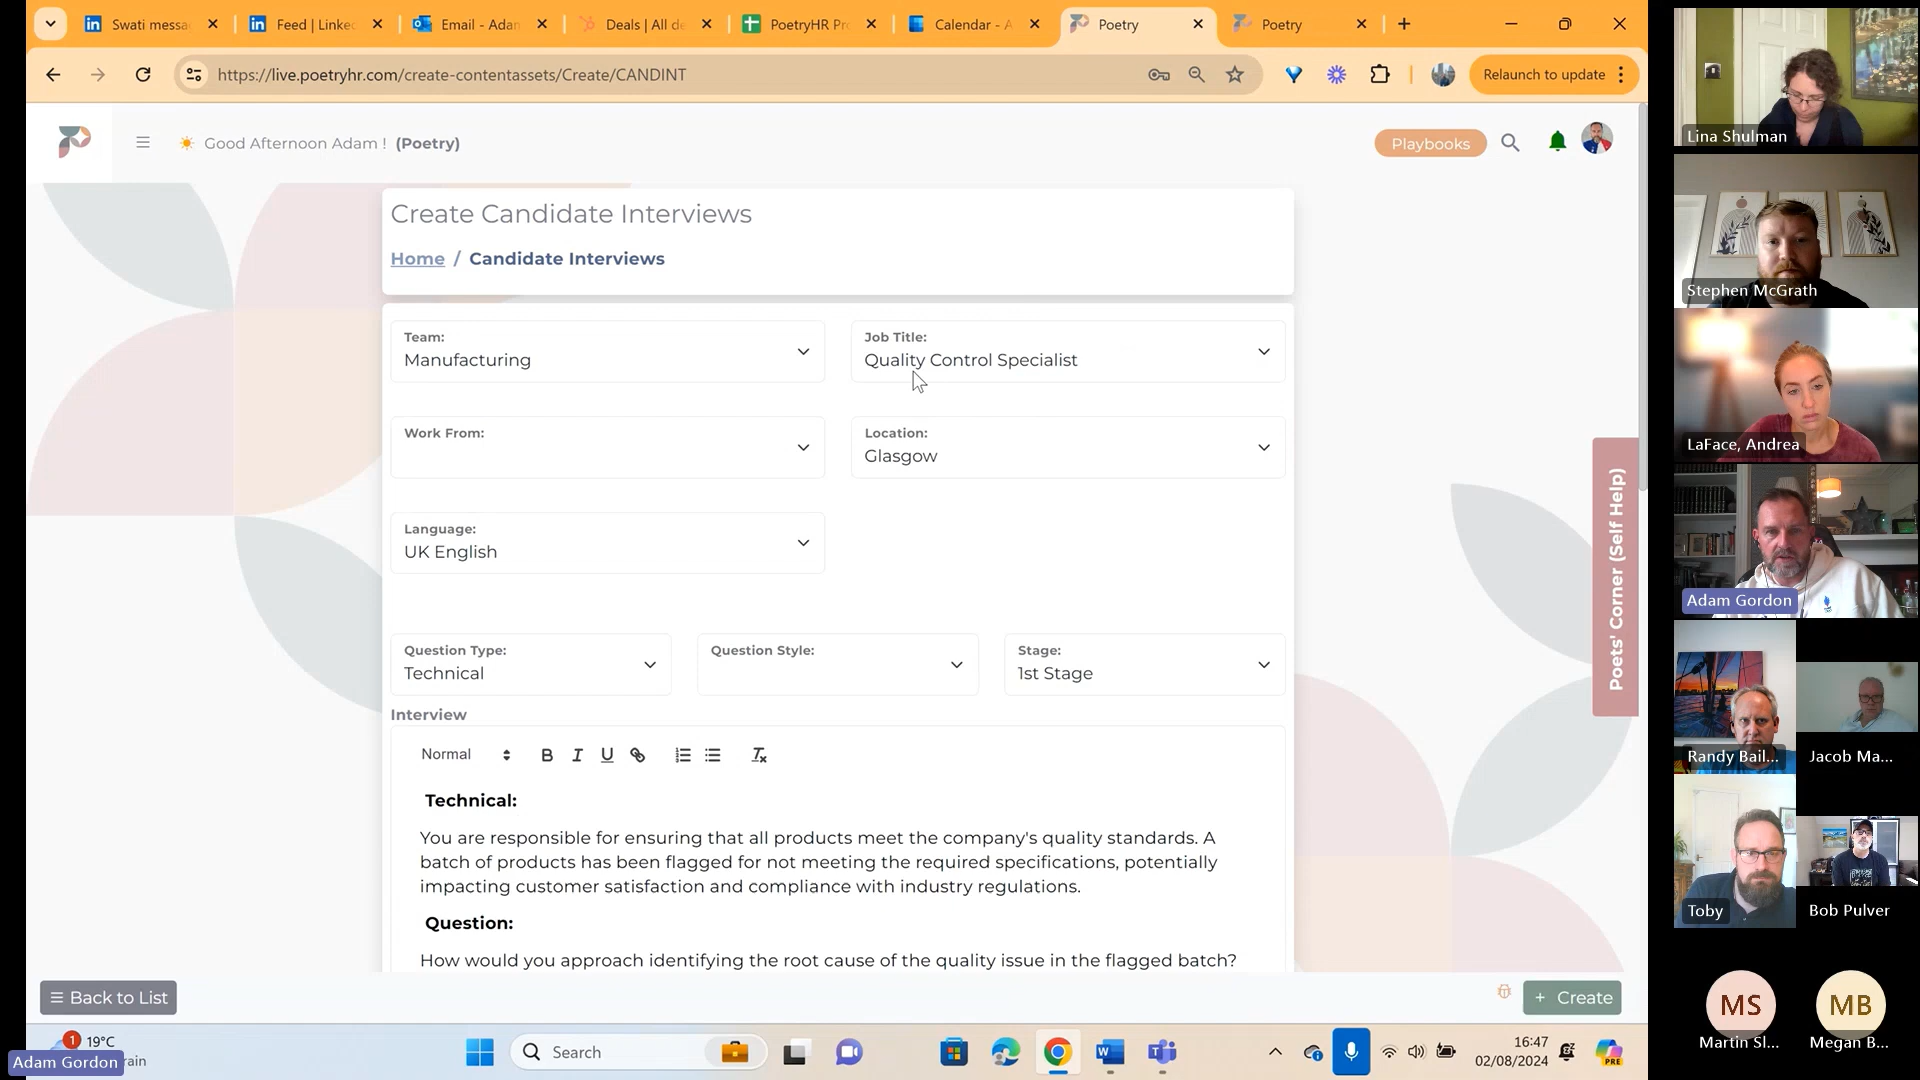 Swati messa
Feed | Linke
Email - Adan
Deals | All de
PoetryHR Pr
Calendar - A
Poetry
Poetry
https://live.poetryhr.com/create-contentassets/Create/CANDINT
Relaunch to update
Good Afternoon Adam ! (Poetry)
Playbooks
Create Candidate Interviews
Home / Candidate Interviews
Team:
Manufacturing
Job Title:
Quality Control Specialist
Work From:
Location:
Glasgow
Language:
UK English
Question Type:
Technical
Question Style:
Stage:
1st Stage
Interview
Normal
B I U
Technical:
You are responsible for ensuring that all products meet the company's quality standards. A
batch of products has been flagged for not meeting the required specifications, potentially
impacting customer satisfaction and compliance with industry regulations.
Question:
How would you approach identifying the root cause of the quality issue in the flagged batch?
Poets' Corner (Self Help)
Back to List
+ Create
1
19°C
rain
Adam Gordon
Search
PRE
16:47
02/08/2024
Lina Shulman
Stephen McGrath
LaFace, Andrea
Adam Gordon
Randy Bail...
Jacob Ma...
Toby
Bob Pulver
MS
Martin Sl...
MB
Megan B...